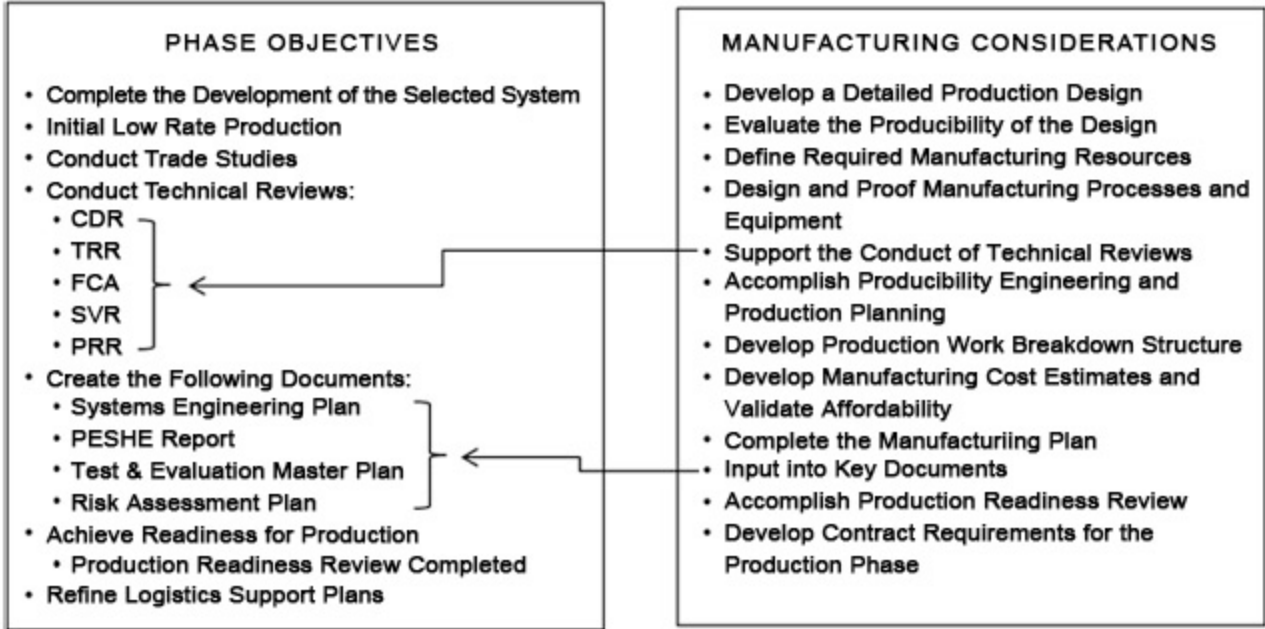 PHASE OBJECTIVES
• Complete the Development of the Selected System
• Initial Low Rate Production
• Conduct Trade Studies
• Conduct Technical Reviews:
• CDR
• TRR
• FCA
• SVR
• PRR
• Create the Following Documents:
• Systems Engineering Plan
• PESHE Report
• Test & Evaluation Master Plan
• Risk Assessment Plan
• Achieve Readiness for Production
• Production Readiness Review Completed
• Refine Logistics Support Plans
MANUFACTURING CONSIDERATIONS
• Develop a Detailed Production Design
• Evaluate the Producibility of the Design
• Define Required Manufacturing Resources
• Design and Proof Manufacturing Processes and
Equipment
• Support the Conduct of Technical Reviews
• Accomplish Producibility Engineering and
Production Planning
• Develop Production Work Breakdown Structure
• Develop Manufacturing Cost Estimates and
Validate Affordability
• Complete the Manufacturiing Plan
• Input into Key Documents
• Accomplish Production Readiness Review
• Develop Contract Requirements for the
Production Phase